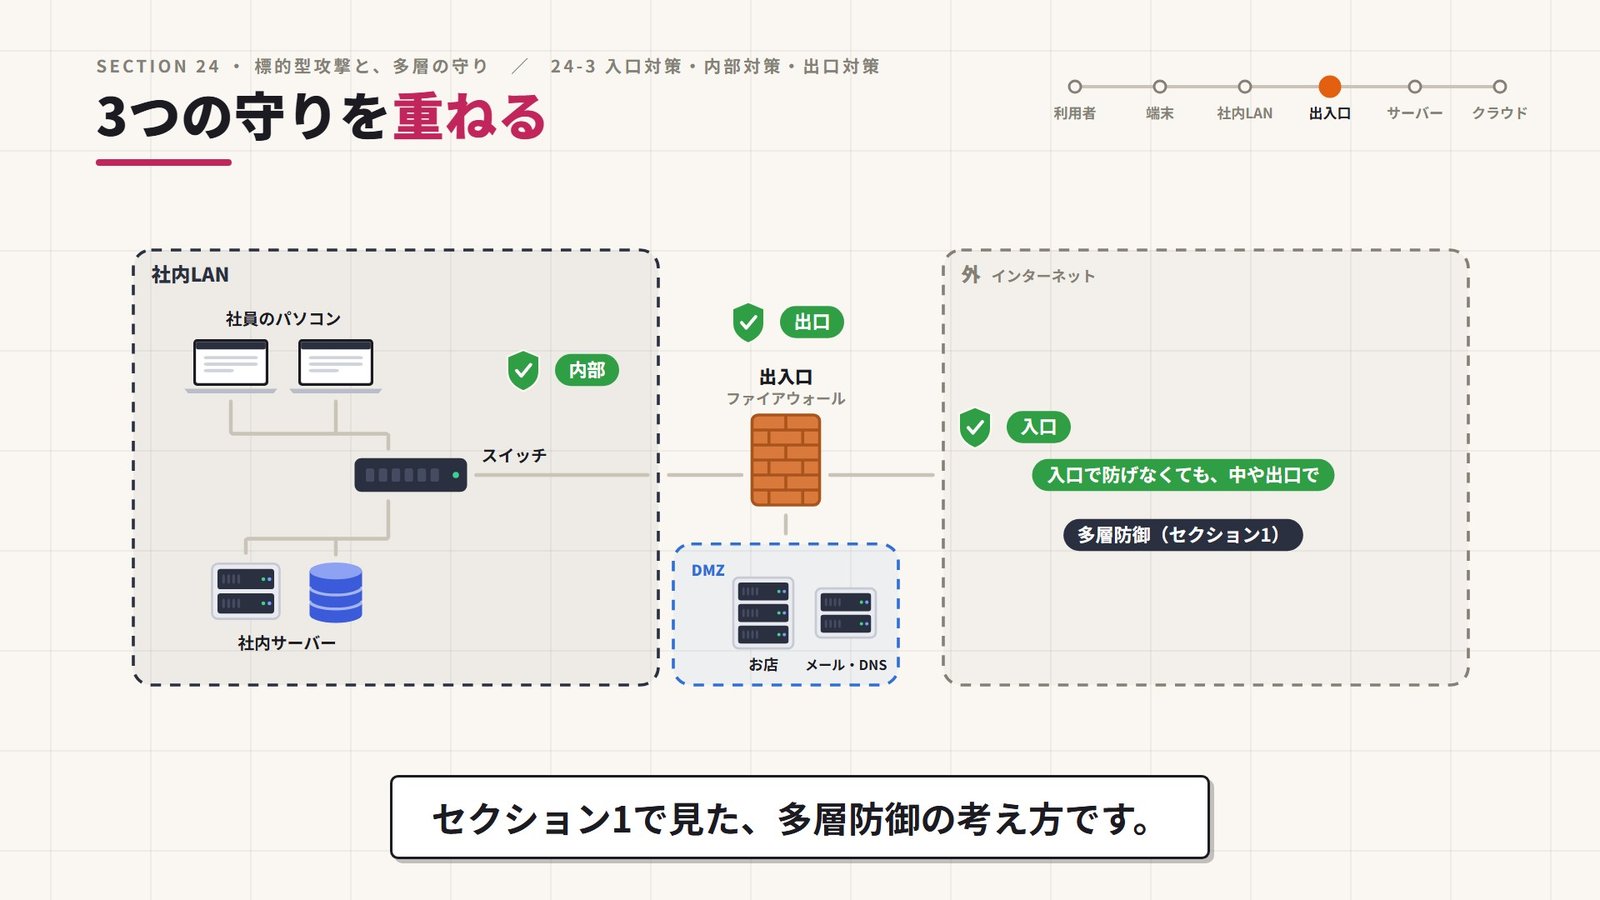 SECTION 24 ・ 標的型攻撃と、多層の守り ／ 24-3 入口対策・内部対策・出口対策
3つの守りを重ねる
利用者
端末
社内LAN
出入口
サーバー
クラウド
社内LAN
社員のパソコン
内部
スイッチ
社内サーバー
出口
出入口
ファイアウォール
DMZ
お店
メール・DNS
外 インターネット
入口
入口で防げなくても、中や出口で
多層防御（セクション1）
セクション1で見た、多層防御の考え方です。